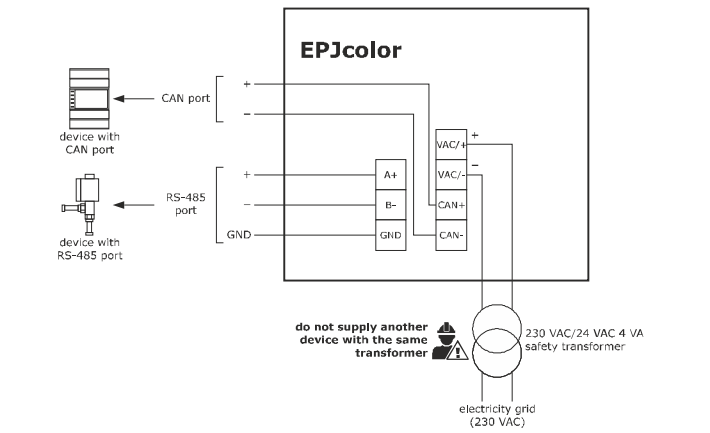 EPJcolor
+
CAN port
−
device with
CAN port
+
VAC/+
−
VAC/-
+
A+
RS-485
port
−
B-
CAN+
GND
GND
CAN-
device with
RS-485 port
do not supply another
device with the same
transformer
!
230 VAC/24 VAC 4 VA
safety transformer
electricity grid
(230 VAC)